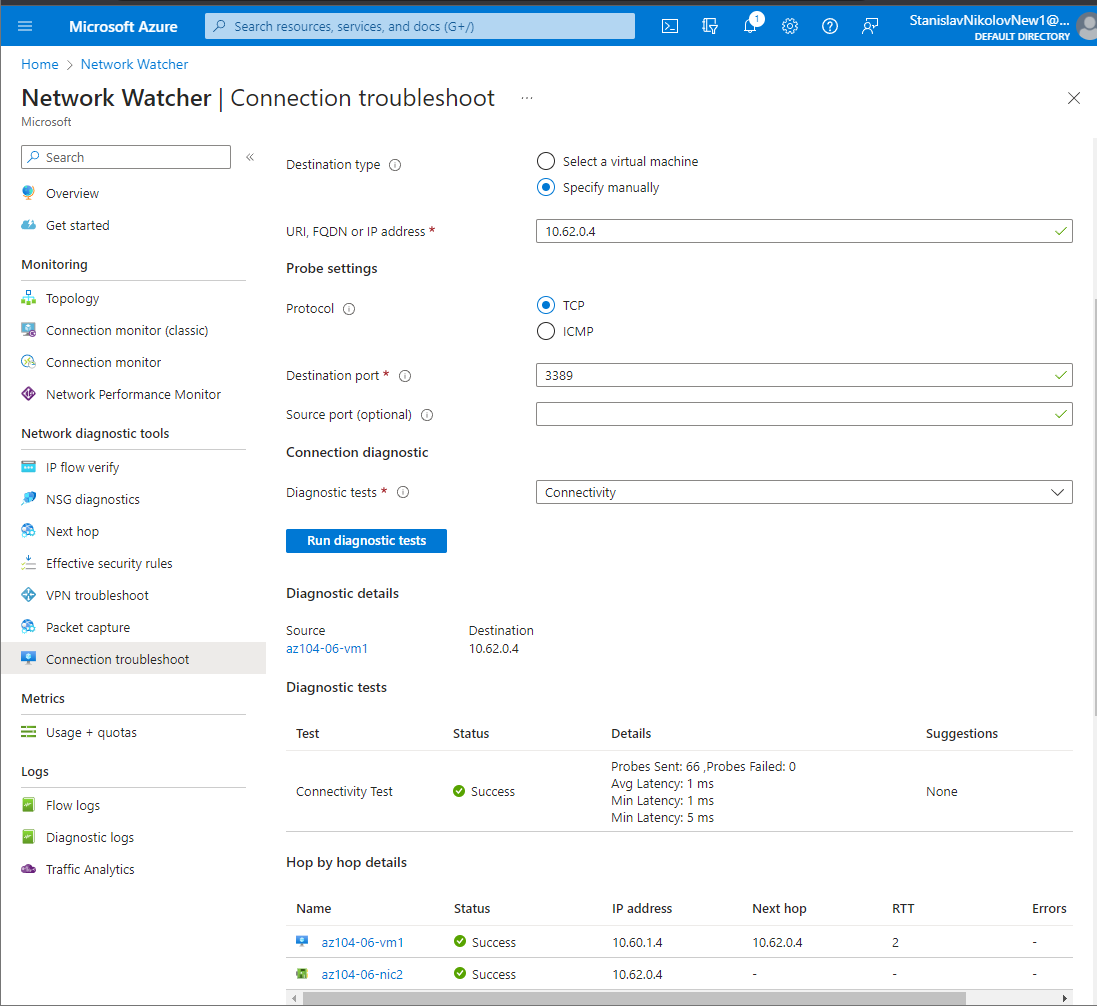 Microsoft Azure
Search resources, services, and docs (G+/)
1
StanislavNikolovNew1@...
DEFAULT DIRECTORY
Home > Network Watcher
Network Watcher | Connection troubleshoot ...
Microsoft
Search
«
Overview
Get started
Monitoring
Topology
Connection monitor (classic)
Connection monitor
Network Performance Monitor
Network diagnostic tools
IP flow verify
NSG diagnostics
Next hop
Effective security rules
VPN troubleshoot
Packet capture
Connection troubleshoot
Metrics
Usage + quotas
Logs
Flow logs
Diagnostic logs
Traffic Analytics
Destination type
Select a virtual machine
Specify manually
URI, FQDN or IP address * 10.62.0.4
Probe settings
Protocol
TCP
ICMP
Destination port * 3389
Source port (optional)
Connection diagnostic
Diagnostic tests * Connectivity
Run diagnostic tests
Diagnostic details
Source Destination
az104-06-vm1 10.62.0.4
Diagnostic tests
Test Status Details Suggestions
Connectivity Test Success
Probes Sent: 66 ,Probes Failed: 0
Avg Latency: 1 ms
Min Latency: 1 ms
Min Latency: 5 ms
None
Hop by hop details
Name Status IP address Next hop RTT Errors
az104-06-vm1 Success 10.60.1.4 10.62.0.4 2 -
az104-06-nic2 Success 10.62.0.4 - - -